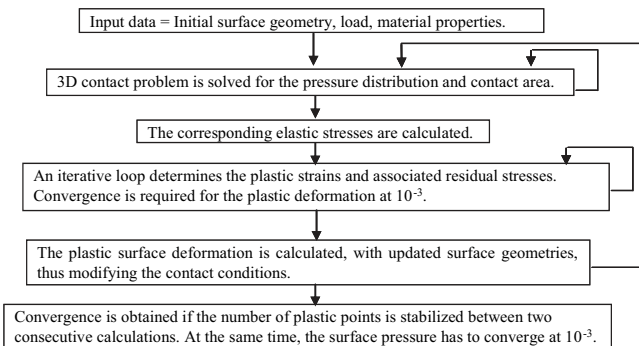 Input data = Initial surface geometry, load, material properties.
3D contact problem is solved for the pressure distribution and contact area.
The corresponding elastic stresses are calculated.
An iterative loop determines the plastic strains and associated residual stresses.
Convergence is required for the plastic deformation at 10⁻³.
The plastic surface deformation is calculated, with updated surface geometries,
thus modifying the contact conditions.
Convergence is obtained if the number of plastic points is stabilized between two
consecutive calculations. At the same time, the surface pressure has to converge at 10⁻³.